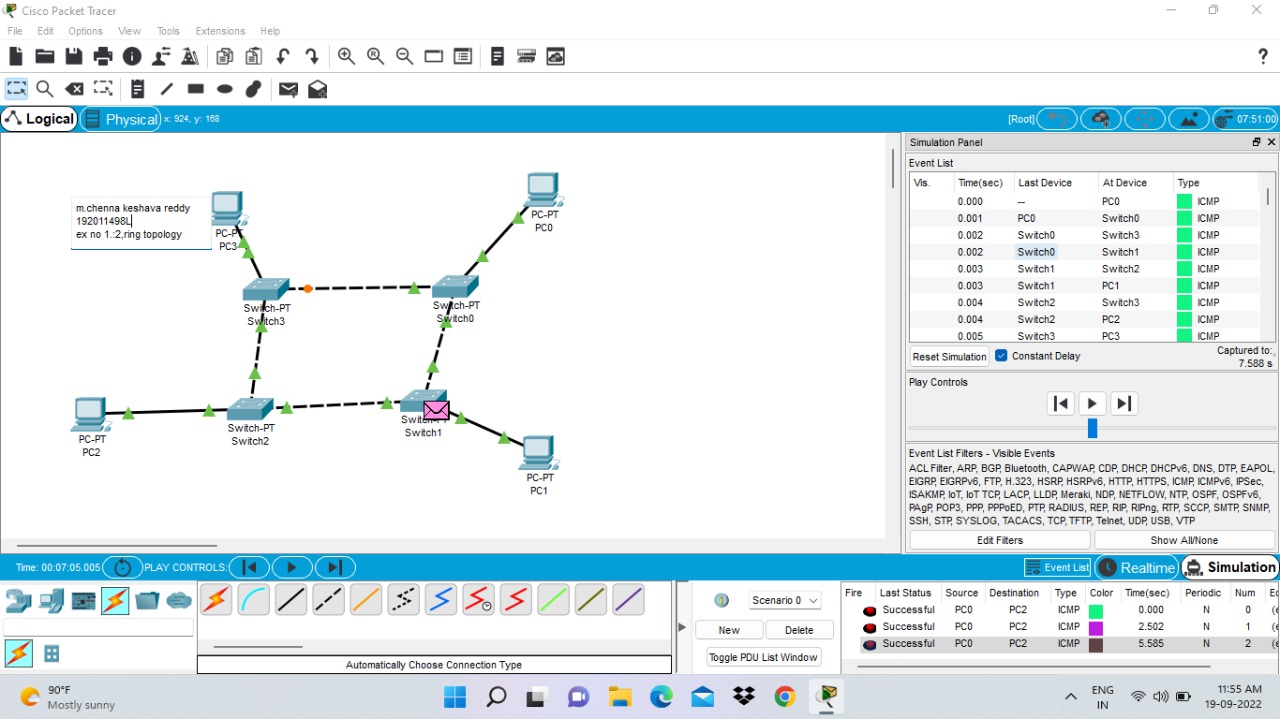 Cisco Packet Tracer
File Edit Options View Tools Extensions Help
Logical Physical x: 924, y: 168 [Root] 07:51:00
m.chenna keshava reddy
192011498L
ex no 1.:2,ring topology
PC3
PC-PT
PC0
Switch-PT
Switch3
Switch-PT
Switch0
PC-PT
PC2
Switch-PT
Switch2
Switch1
PC-PT
PC1
Simulation Panel
Event List
Vis. Time(sec) Last Device At Device Type
0.000 -- PC0 ICMP
0.001 PC0 Switch0 ICMP
0.002 Switch0 Switch3 ICMP
0.002 Switch0 Switch1 ICMP
0.003 Switch1 Switch2 ICMP
0.003 Switch1 PC1 ICMP
0.004 Switch2 Switch3 ICMP
0.004 Switch2 PC2 ICMP
0.005 Switch3 PC3 ICMP
Reset Simulation Constant Delay Captured to:
7.588 s
Play Controls
Event List Filters - Visible Events
ACL Filter, ARP, BGP, Bluetooth, CAPWAP, CDP, DHCP, DHCPv6, DNS, DTP, EAPOL,
EIGRP, EIGRPv6, FTP, H.323, HSRP, HSRPv6, HTTP, HTTPS, ICMP, ICMPv6, IPSec,
ISAKMP, IoT, IoT TCP, LACP, LLDP, Meraki, NDP, NETFLOW, NTP, OSPF, OSPFv6,
PAgP, POP3, PPP, PPPoED, PTP, RADIUS, REP, RIP, RIPng, RTP, SCCP, SMTP, SNMP,
SSH, STP, SYSLOG, TACACS, TCP, TFTP, Telnet, UDP, USB, VTP
Edit Filters Show All/None
Time: 00:07:05.005 PLAY CONTROLS: Event List Realtime Simulation
Scenario 0
New Delete
Toggle PDU List Window
Automatically Choose Connection Type
Fire Last Status Source Destination Type Color Time(sec) Periodic Num
Successful PC0 PC2 ICMP 0.000 N 0
Successful PC0 PC2 ICMP 2.502 N 1
Successful PC0 PC2 ICMP 5.585 N 2
90°F
Mostly sunny
ENG
IN
11:55 AM
19-09-2022